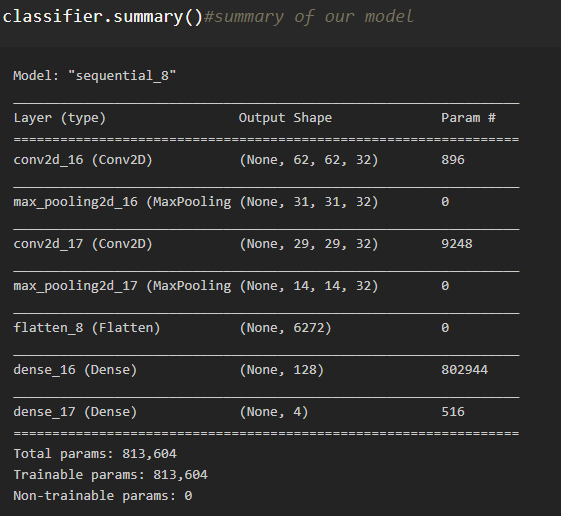 classifier.summary()#summary of our model
Model: "sequential_8"
_________________________________________________________________
Layer (type)                 Output Shape              Param #
=================================================================
conv2d_16 (Conv2D)           (None, 62, 62, 32)        896
_________________________________________________________________
max_pooling2d_16 (MaxPooling (None, 31, 31, 32)        0
_________________________________________________________________
conv2d_17 (Conv2D)           (None, 29, 29, 32)        9248
_________________________________________________________________
max_pooling2d_17 (MaxPooling (None, 14, 14, 32)        0
_________________________________________________________________
flatten_8 (Flatten)          (None, 6272)              0
_________________________________________________________________
dense_16 (Dense)             (None, 128)               802944
_________________________________________________________________
dense_17 (Dense)             (None, 4)                 516
=================================================================
Total params: 813,604
Trainable params: 813,604
Non-trainable params: 0